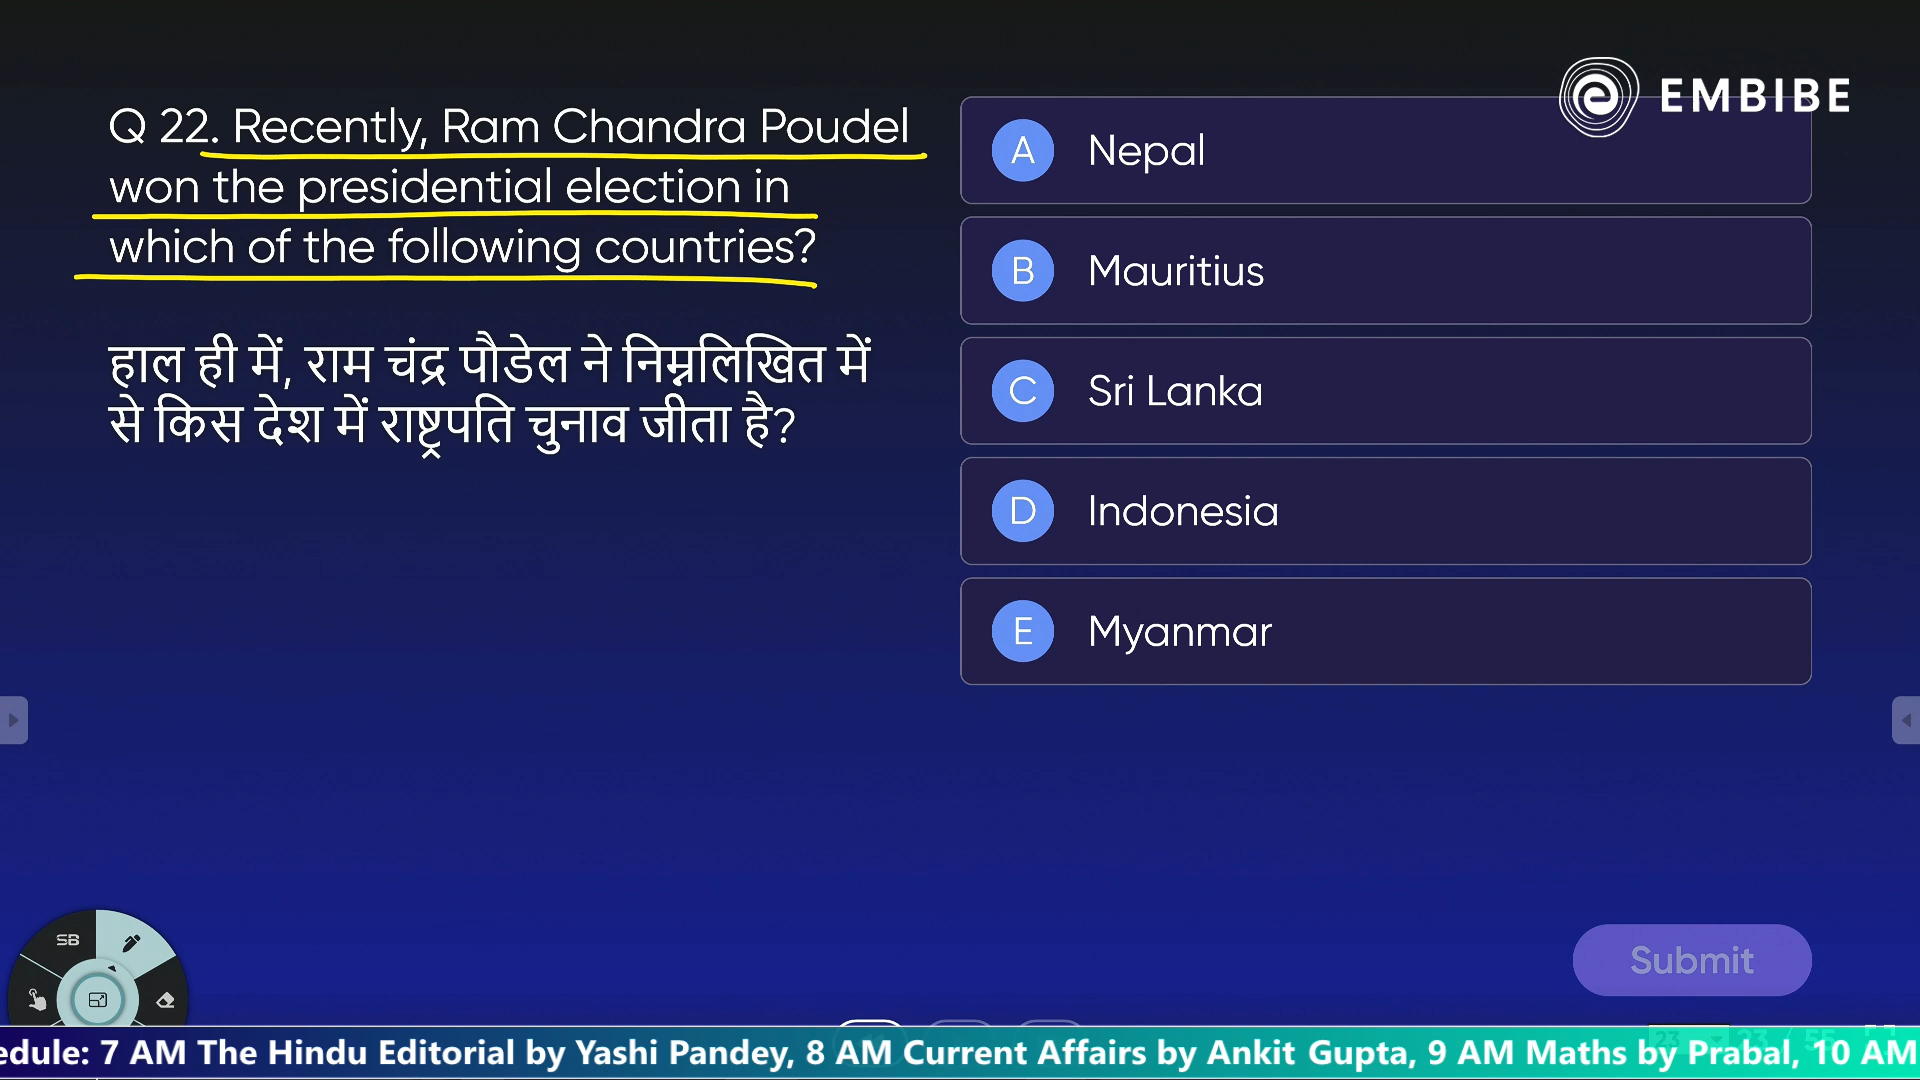 EMBIBE
Q 22. Recently, Ram Chandra Poudel
won the presidential election in
which of the following countries?
हाल ही में, राम चंद्र पौडेल ने निम्नलिखित में
से किस देश में राष्ट्रपति चुनाव जीता है?
A Nepal
B Mauritius
C Sri Lanka
D Indonesia
E Myanmar
Submit
SB
edule: 7 AM The Hindu Editorial by Yashi Pandey, 8 AM Current Affairs by Ankit Gupta, 9 AM Maths by Prabal, 10 AM